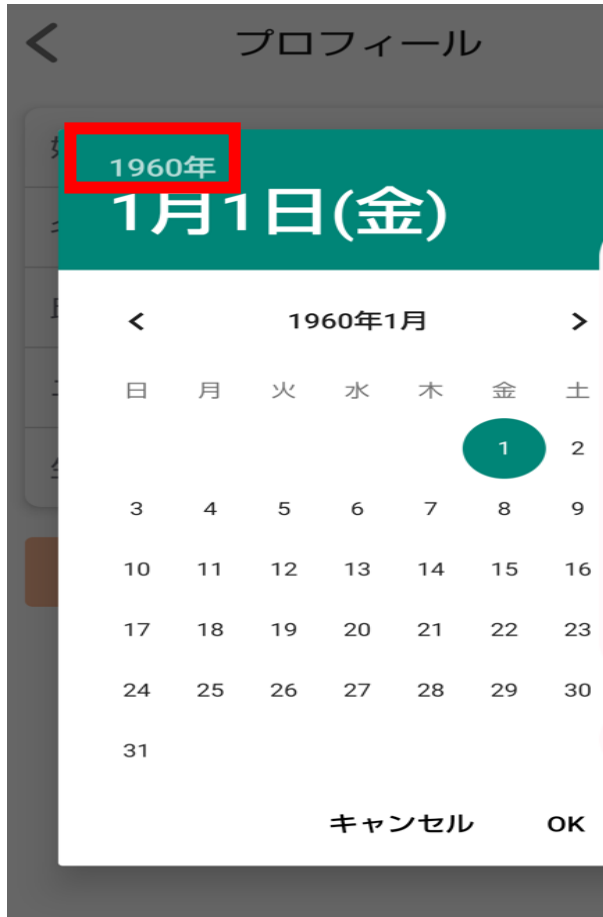 プロフィール
1960年
1月1日(金)
1960年1月
日 月 火 水 木 金 土
1 2
3 4 5 6 7 8 9
10 11 12 13 14 15 16
17 18 19 20 21 22 23
24 25 26 27 28 29 30
31
キャンセル OK